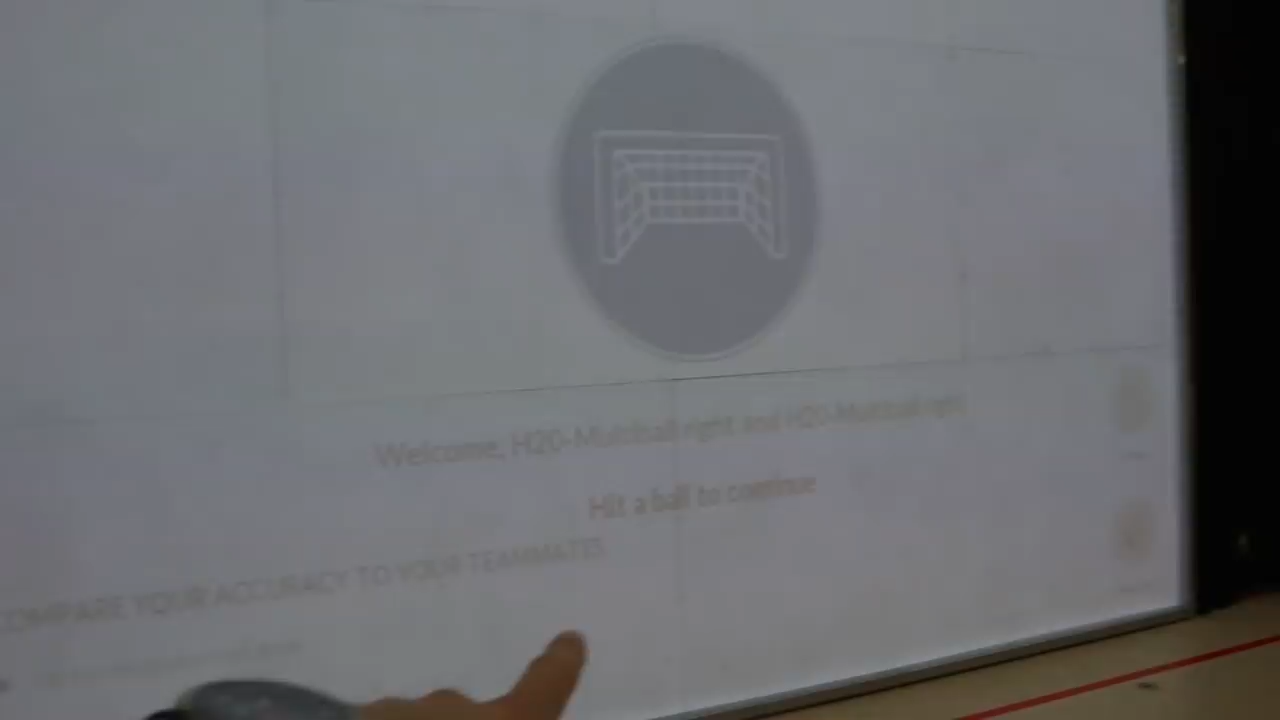 Welcome, H20-Multiball right and H20-Multiball right
Hit a ball to continue
COMPARE YOUR ACCURACY TO YOUR TEAMMATES